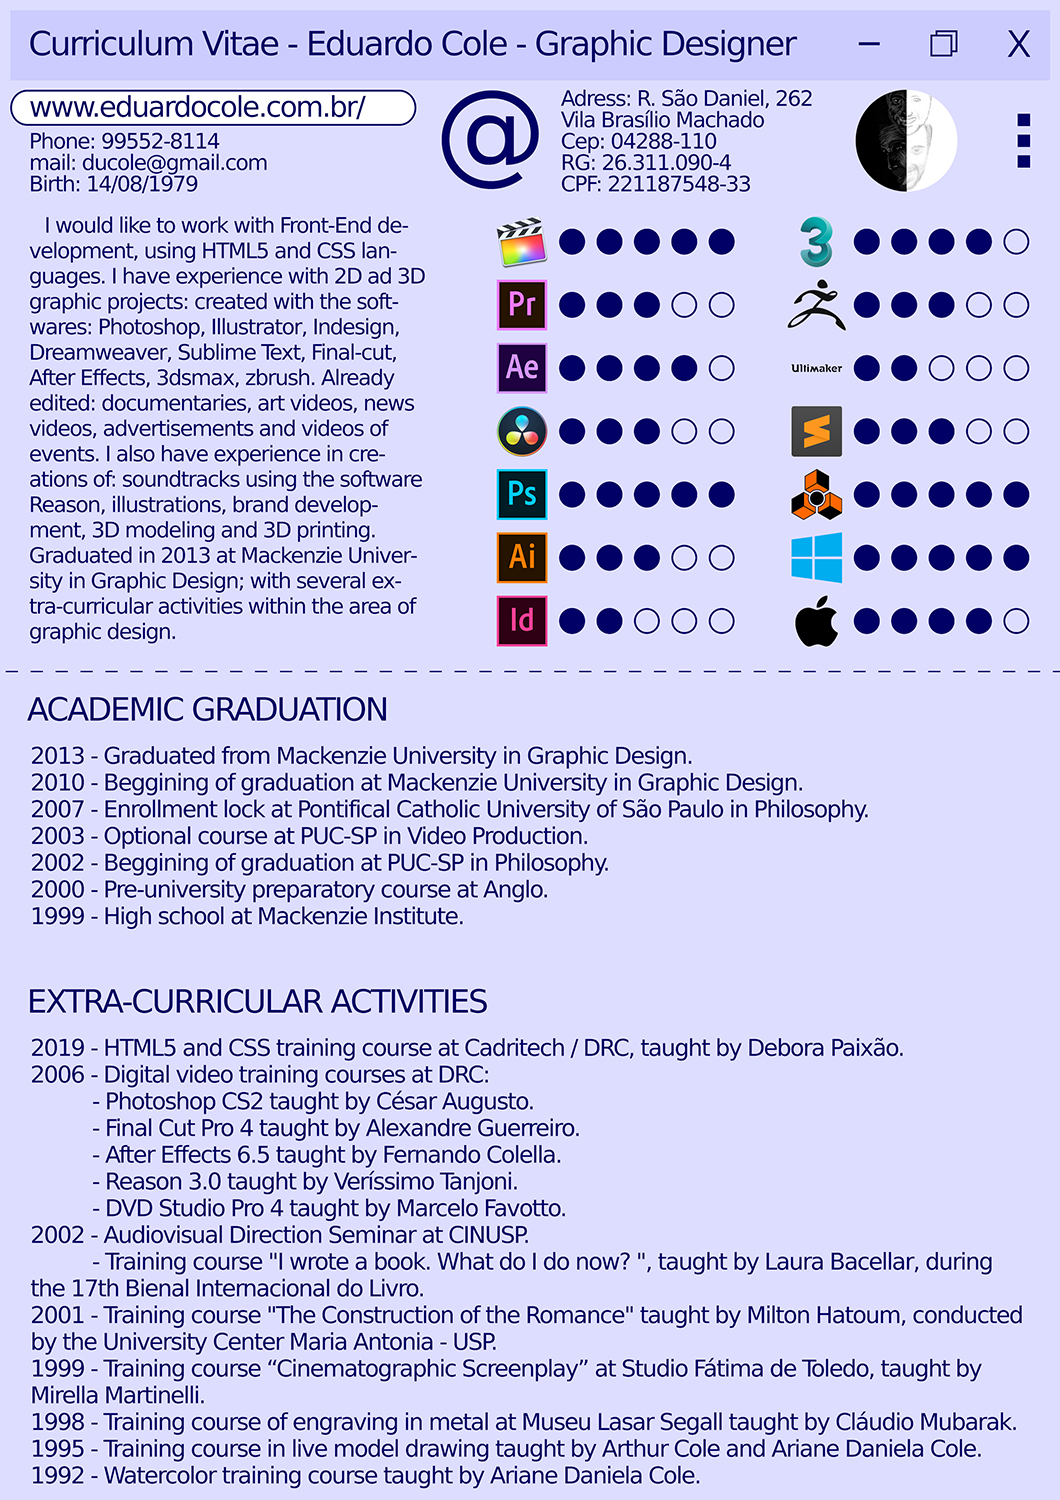 Curriculum Vitae - Eduardo Cole - Graphic Designer
X
www.eduardocole.com.br/
Phone: 99552-8114
mail: ducole@gmail.com
Birth: 14/08/1979
@
Adress: R. São Daniel, 262
Vila Brasílio Machado
Cep: 04288-110
RG: 26.311.090-4
CPF: 221187548-33
I would like to work with Front-End de-
velopment, using HTML5 and CSS lan-
guages. I have experience with 2D ad 3D
graphic projects: created with the soft-
wares: Photoshop, Illustrator, Indesign,
Dreamweaver, Sublime Text, Final-cut,
After Effects, 3dsmax, zbrush. Already
edited: documentaries, art videos, news
videos, advertisements and videos of
events. I also have experience in cre-
ations of: soundtracks using the software
Reason, illustrations, brand develop-
ment, 3D modeling and 3D printing.
Graduated in 2013 at Mackenzie Univer-
sity in Graphic Design; with several ex-
tra-curricular activities within the area of
graphic design.
Pr
Ae
Ps
Ai
Id
3
Ultimaker
ACADEMIC GRADUATION
2013 - Graduated from Mackenzie University in Graphic Design.
2010 - Beggining of graduation at Mackenzie University in Graphic Design.
2007 - Enrollment lock at Pontifical Catholic University of São Paulo in Philosophy.
2003 - Optional course at PUC-SP in Video Production.
2002 - Beggining of graduation at PUC-SP in Philosophy.
2000 - Pre-university preparatory course at Anglo.
1999 - High school at Mackenzie Institute.
EXTRA-CURRICULAR ACTIVITIES
2019 - HTML5 and CSS training course at Cadritech / DRC, taught by Debora Paixão.
2006 - Digital video training courses at DRC:
- Photoshop CS2 taught by César Augusto.
- Final Cut Pro 4 taught by Alexandre Guerreiro.
- After Effects 6.5 taught by Fernando Colella.
- Reason 3.0 taught by Veríssimo Tanjoni.
- DVD Studio Pro 4 taught by Marcelo Favotto.
2002 - Audiovisual Direction Seminar at CINUSP.
- Training course "I wrote a book. What do I do now? ", taught by Laura Bacellar, during
the 17th Bienal Internacional do Livro.
2001 - Training course "The Construction of the Romance" taught by Milton Hatoum, conducted
by the University Center Maria Antonia - USP.
1999 - Training course “Cinematographic Screenplay” at Studio Fátima de Toledo, taught by
Mirella Martinelli.
1998 - Training course of engraving in metal at Museu Lasar Segall taught by Cláudio Mubarak.
1995 - Training course in live model drawing taught by Arthur Cole and Ariane Daniela Cole.
1992 - Watercolor training course taught by Ariane Daniela Cole.